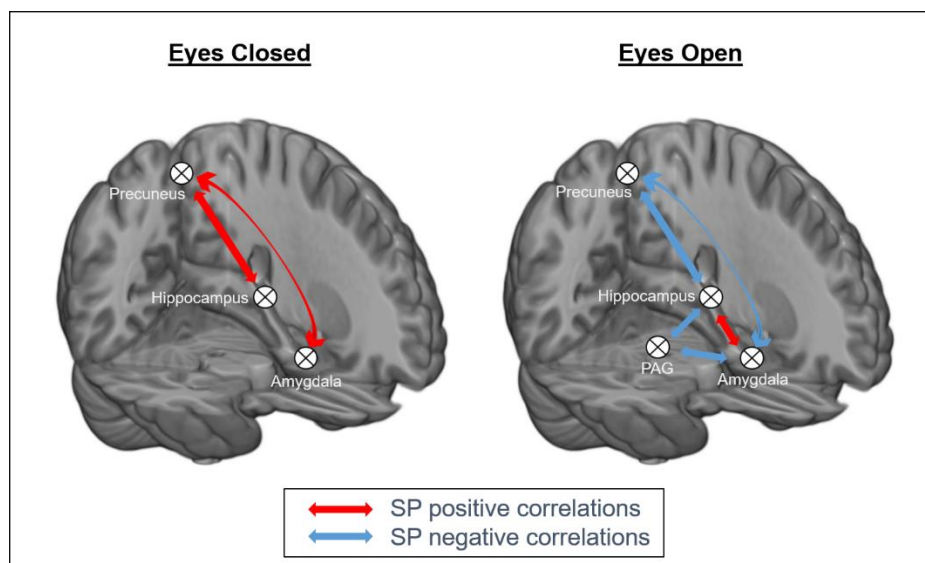 Eyes Closed
Precuneus
Hippocampus
Amygdala
Eyes Open
Precuneus
Hippocampus
PAG
Amygdala
SP positive correlations
SP negative correlations